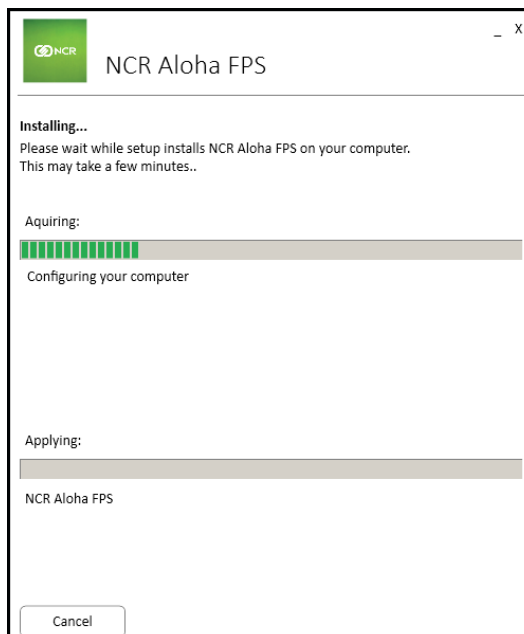 _ X
NCR
NCR Aloha FPS
Installing...
Please wait while setup installs NCR Aloha FPS on your computer.
This may take a few minutes..
Aquiring:
Configuring your computer
Applying:
NCR Aloha FPS
Cancel